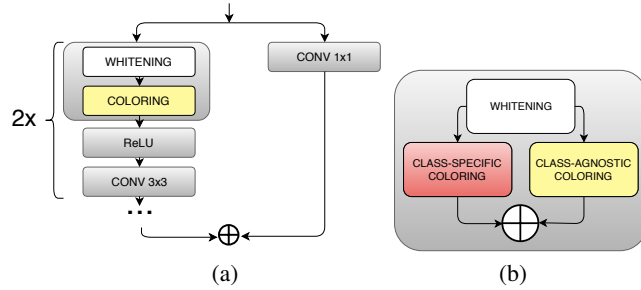 WHITENING
COLORING
ReLU
CONV 3x3
...
2x
CONV 1x1
(a)
WHITENING
CLASS-SPECIFIC
COLORING
CLASS-AGNOSTIC
COLORING
(b)